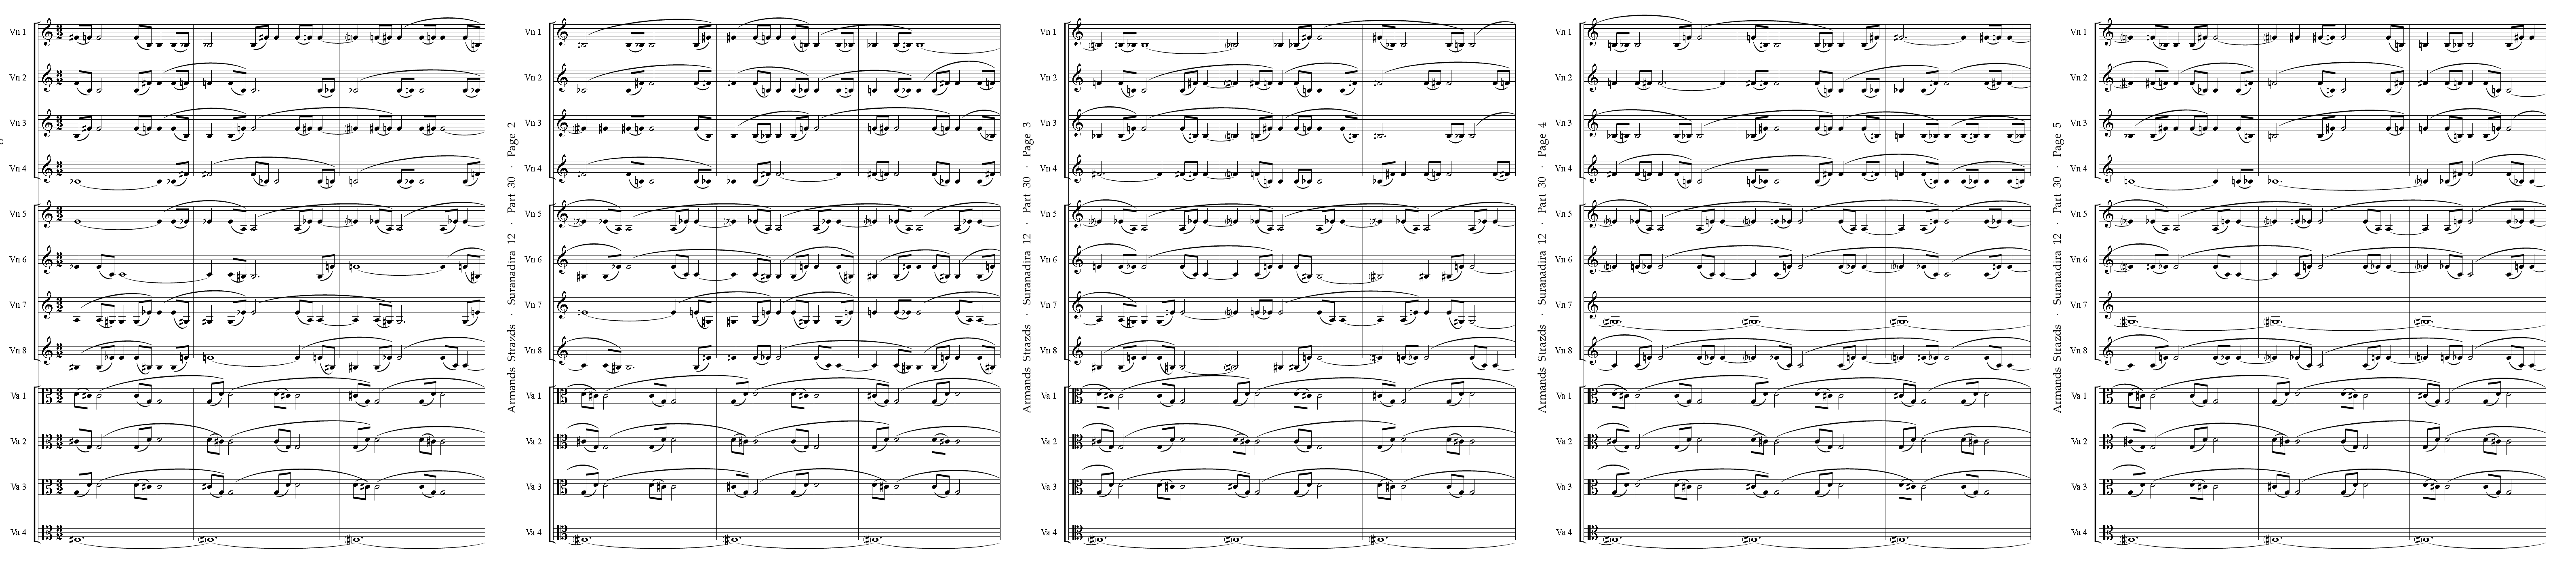 Vn 1
Vn 2
Vn 3
Vn 4
Vn 5
Vn 6
Vn 7
Vn 8
Va 1
Va 2
Va 3
Va 4
Armands Strazds · Suranadira 12 · Part 30 · Page 2
Vn 1
Vn 2
Vn 3
Vn 4
Vn 5
Vn 6
Vn 7
Vn 8
Va 1
Va 2
Va 3
Va 4
Armands Strazds · Suranadira 12 · Part 30 · Page 3
Vn 1
Vn 2
Vn 3
Vn 4
Vn 5
Vn 6
Vn 7
Vn 8
Va 1
Va 2
Va 3
Va 4
Armands Strazds · Suranadira 12 · Part 30 · Page 4
Vn 1
Vn 2
Vn 3
Vn 4
Vn 5
Vn 6
Vn 7
Vn 8
Va 1
Va 2
Va 3
Va 4
Armands Strazds · Suranadira 12 · Part 30 · Page 5
Vn 1
Vn 2
Vn 3
Vn 4
Vn 5
Vn 6
Vn 7
Vn 8
Va 1
Va 2
Va 3
Va 4